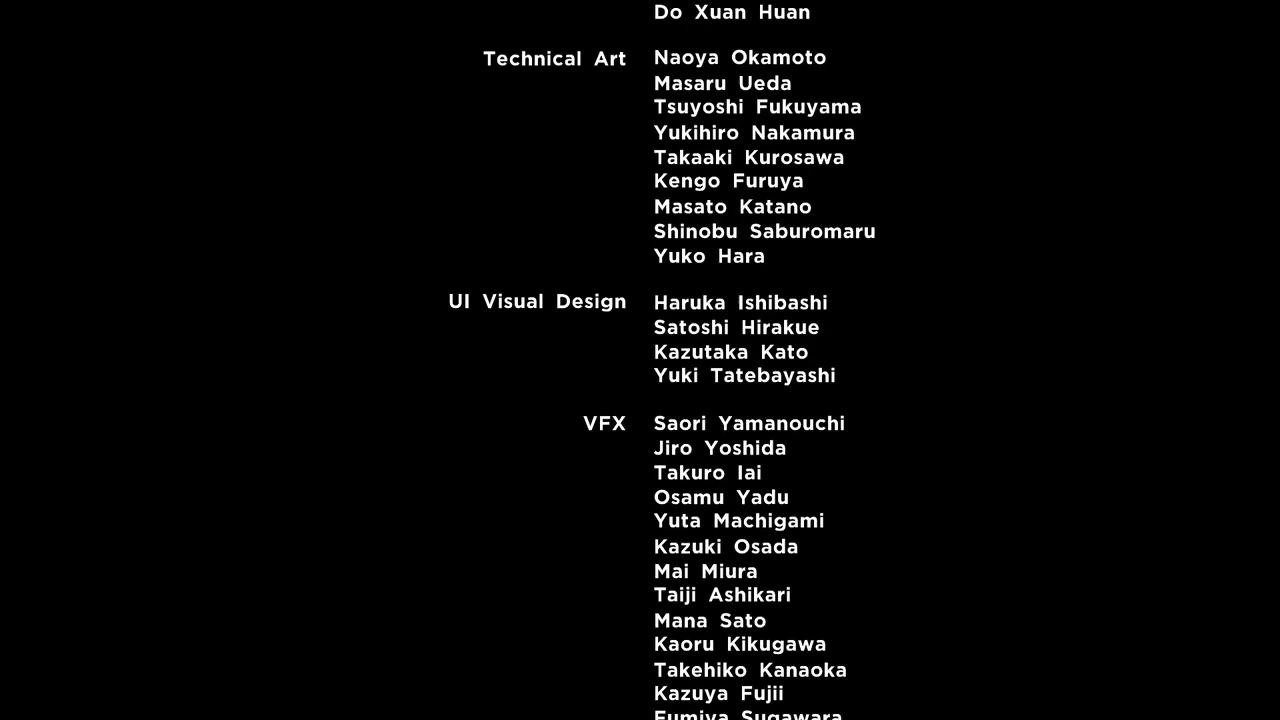 Do Xuan Huan
Technical Art Naoya Okamoto
Masaru Ueda
Tsuyoshi Fukuyama
Yukihiro Nakamura
Takaaki Kurosawa
Kengo Furuya
Masato Katano
Shinobu Saburomaru
Yuko Hara
UI Visual Design Haruka Ishibashi
Satoshi Hirakue
Kazutaka Kato
Yuki Tatebayashi
VFX Saori Yamanouchi
Jiro Yoshida
Takuro Iai
Osamu Yadu
Yuta Machigami
Kazuki Osada
Mai Miura
Taiji Ashikari
Mana Sato
Kaoru Kikugawa
Takehiko Kanaoka
Kazuya Fujii
Fumiya Sugawara